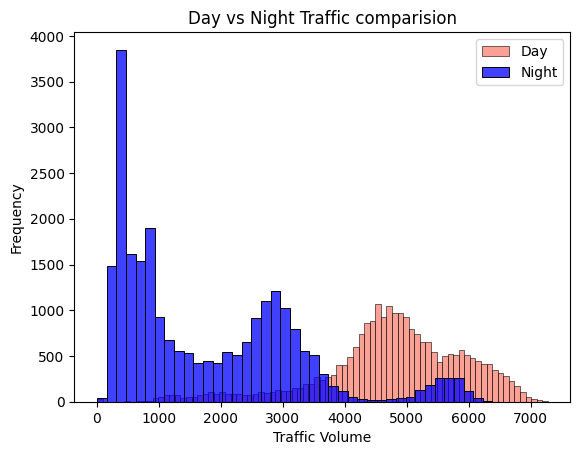 Day vs Night Traffic comparision
4000
3500
3000
2500
2000
1500
1000
500
0
Frequency
Day
Night
0 1000 2000 3000 4000 5000 6000 7000
Traffic Volume